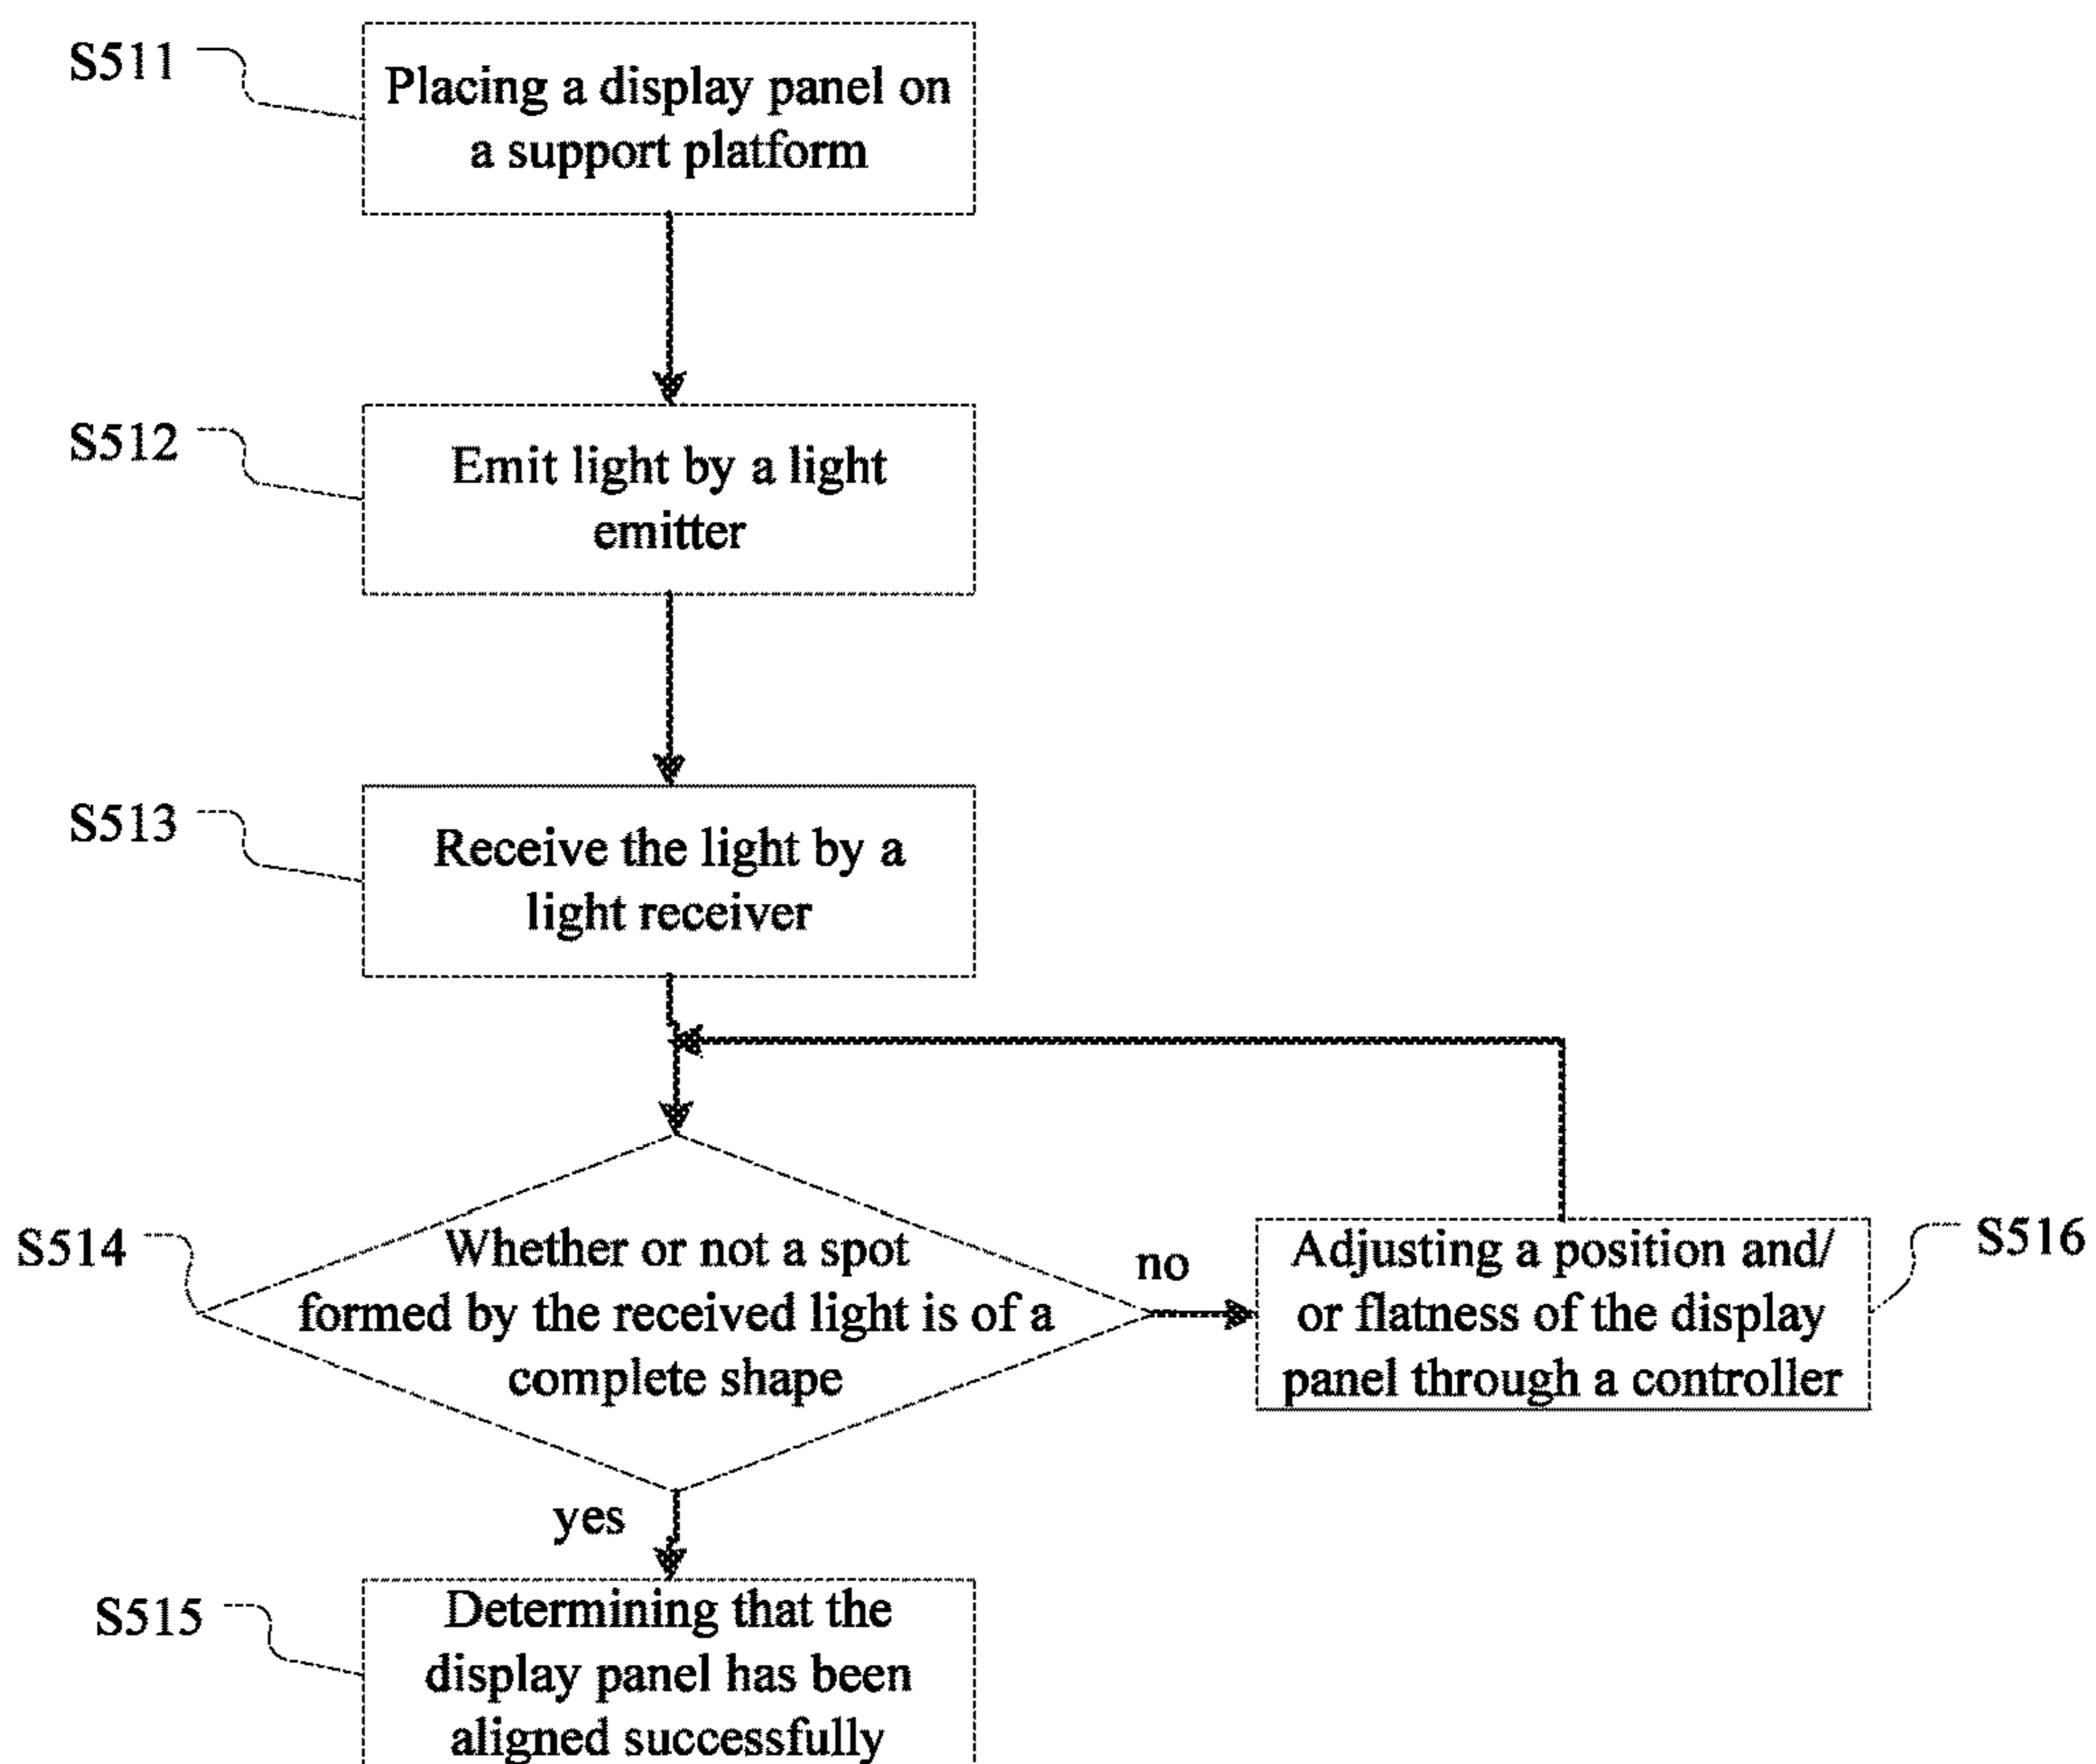 S511
Placing a display panel on
a support platform
S512
Emit light by a light
emitter
S513
Receive the light by a
light receiver
S514
Whether or not a spot
formed by the received light is of a
complete shape
no
Adjusting a position and/
or flatness of the display
panel through a controller
S516
yes
S515
Determining that the
display panel has been
aligned successfully